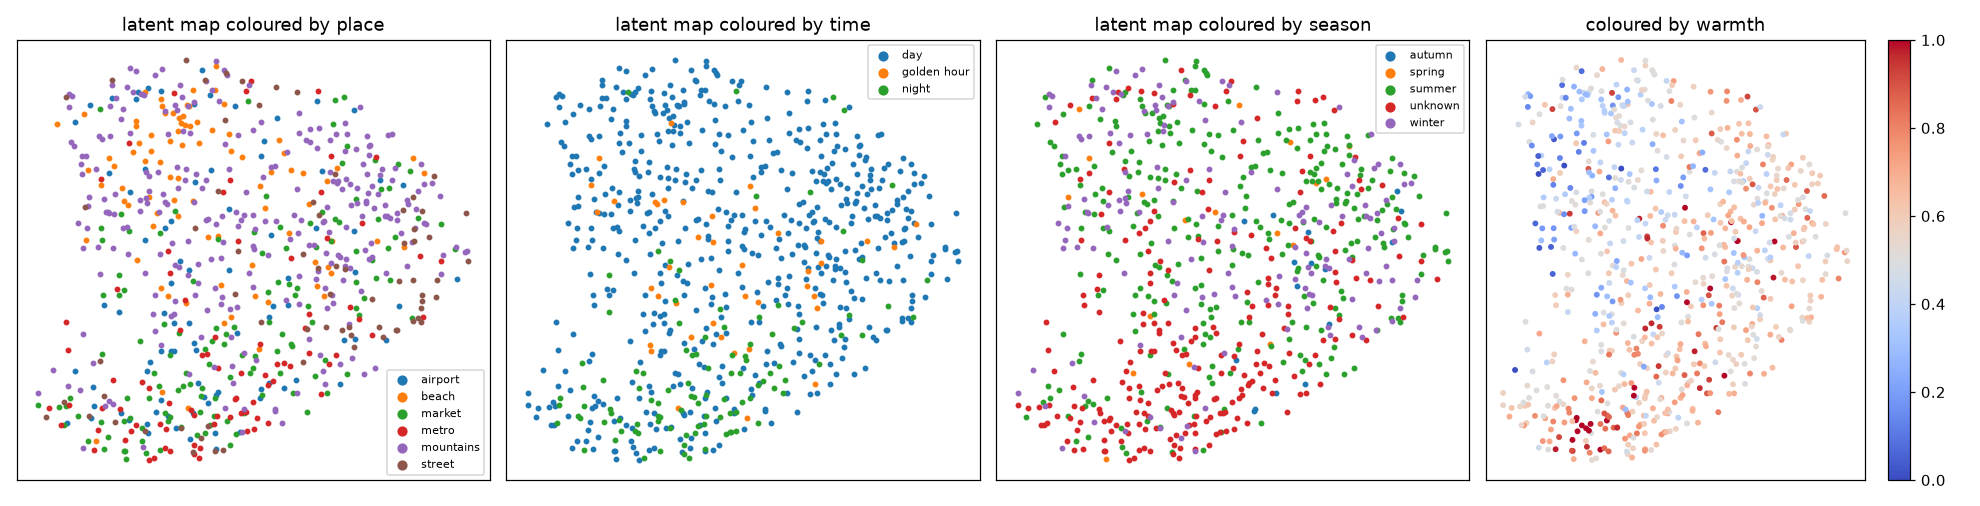 latent map coloured by place
airport
beach
market
metro
mountains
street
latent map coloured by time
day
golden hour
night
latent map coloured by season
autumn
spring
summer
unknown
winter
coloured by warmth
1.0
0.8
0.6
0.4
0.2
0.0